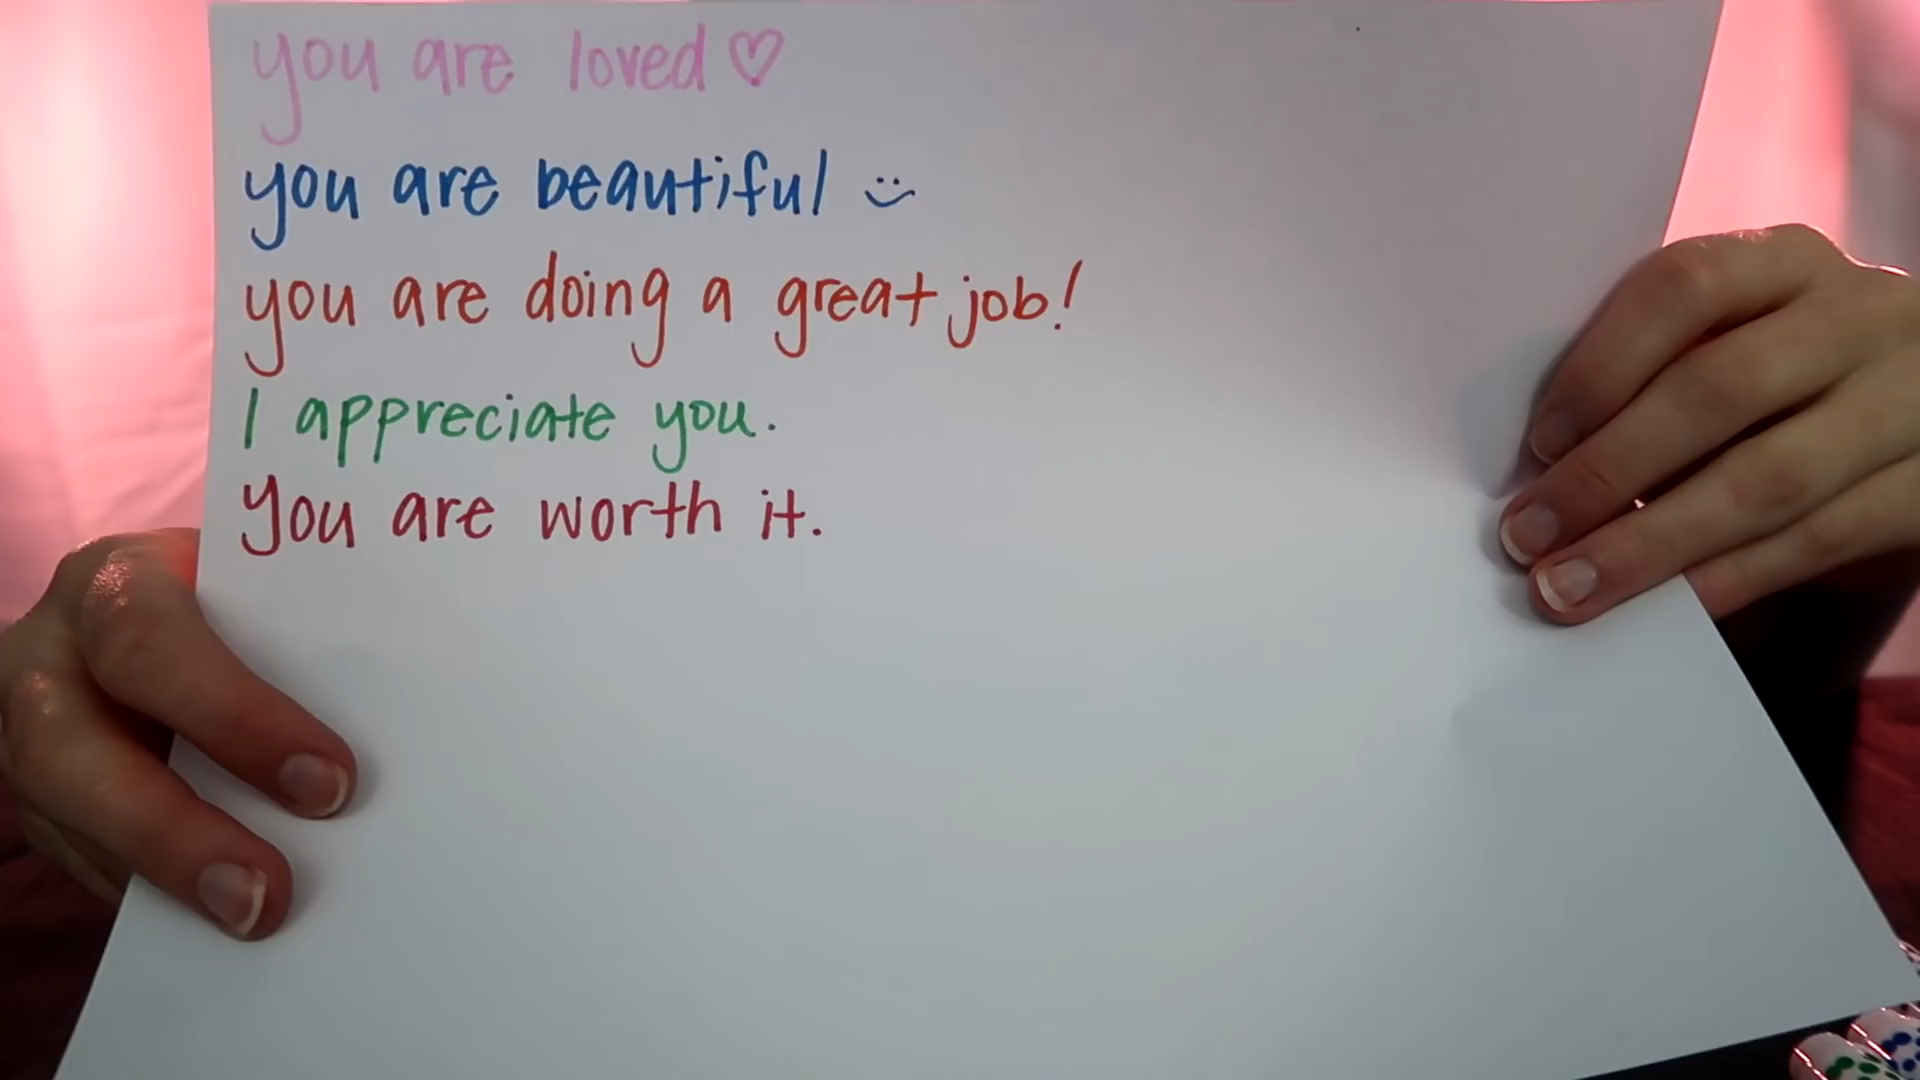 you are loved ♡
you are beautiful :)
you are doing a great job!
I appreciate you.
You are worth it.